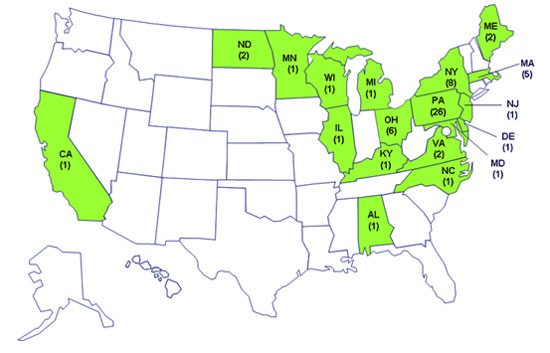 ME
(2)
ND
(2)
MN
(1)
MA
(5)
WI
(1)
MI
(1)
NY
(8)
PA
(26)
NJ
(1)
IL
(1)
OH
(6)
DE
(1)
CA
(1)
KY
(1)
VA
(2)
MD
(1)
NC
(1)
AL
(1)